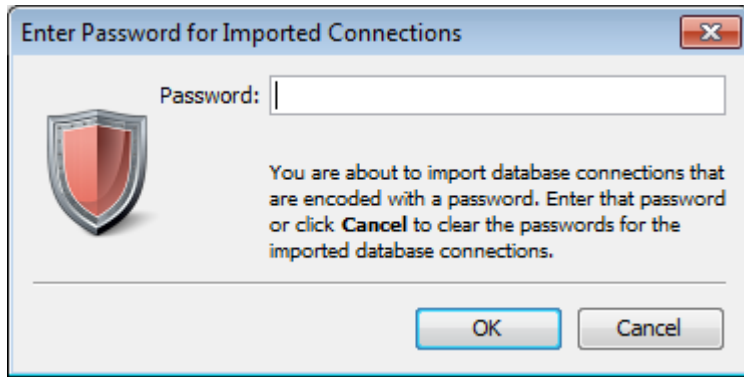 Enter Password for Imported Connections
Password:
You are about to import database connections that
are encoded with a password. Enter that password
or click Cancel to clear the passwords for the
imported database connections.
OK
Cancel